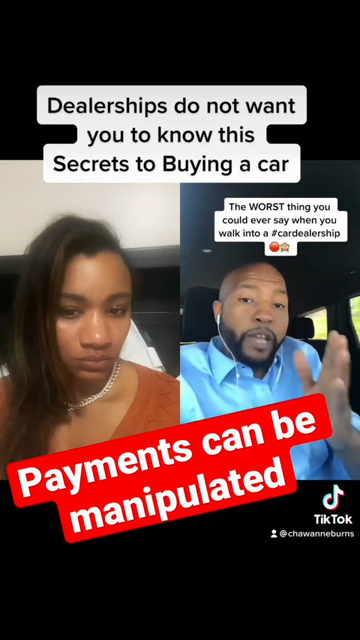 Dealerships do not want
you to know this
Secrets to Buying a car
The WORST thing you
could ever say when you
walk into a #cardealership
🔴🙈
Payments can be
manipulated
TikTok
@chawanneburns